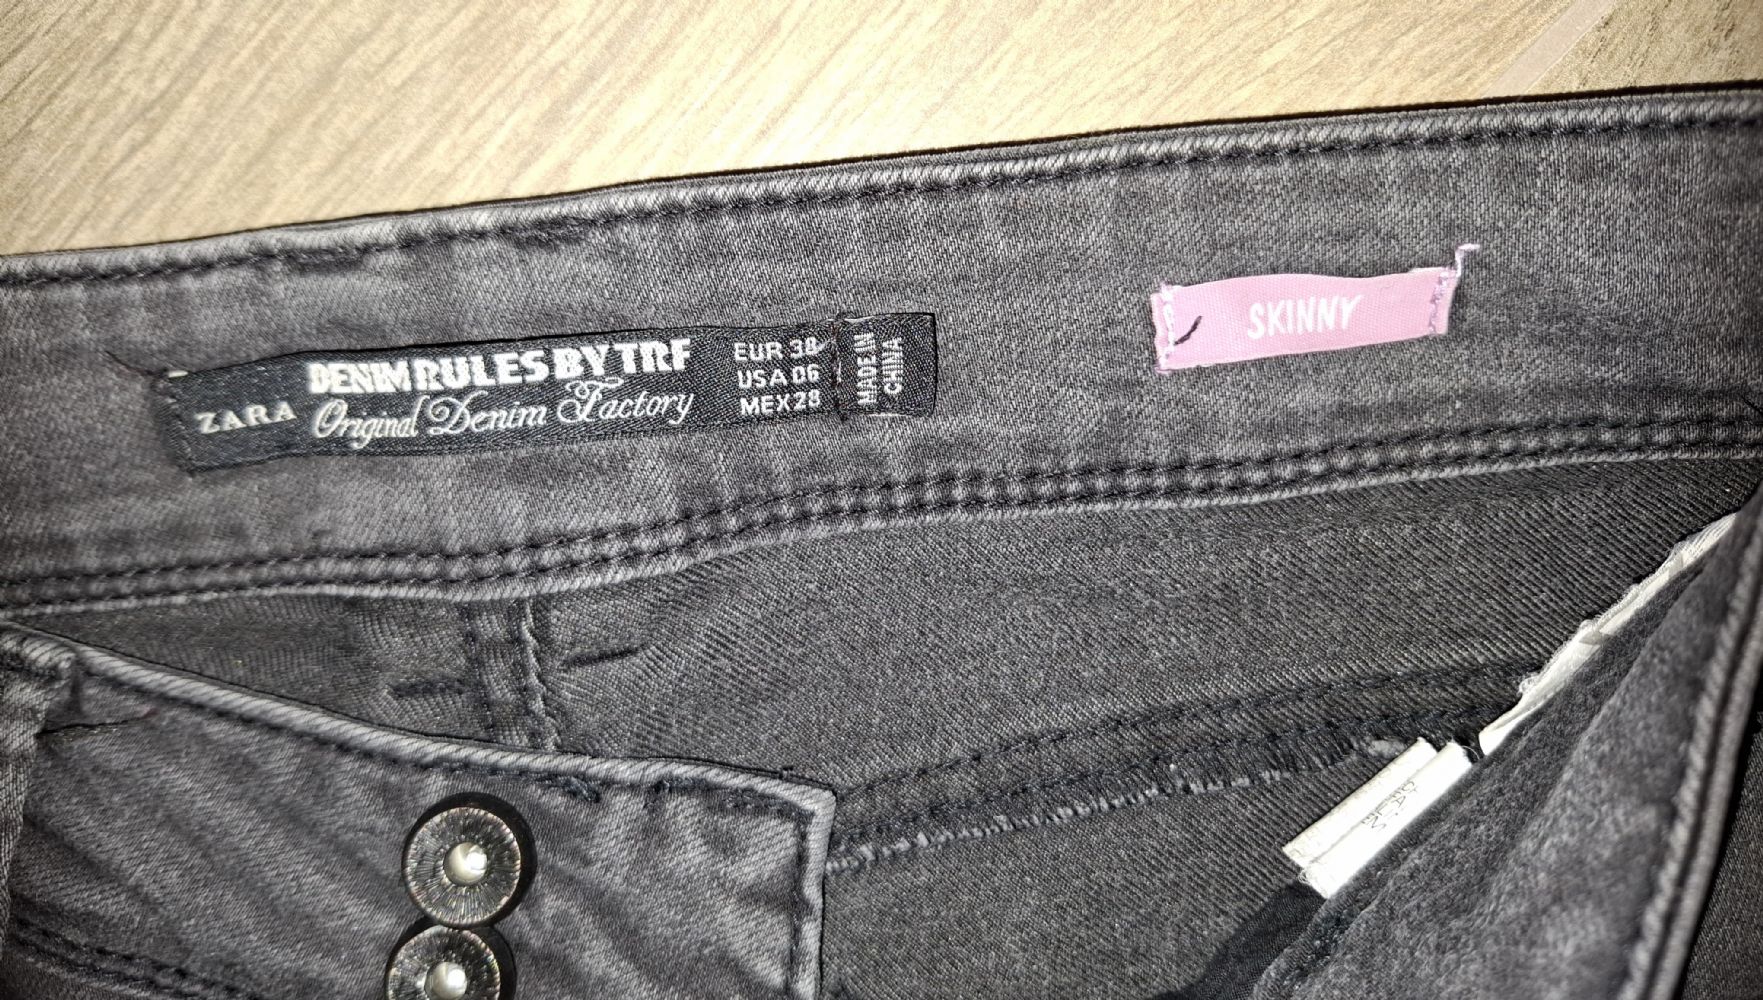 ZARA
DENIM RULES BY TRF
Original Denim Factory
EUR 38
USA 06
MEX 28
MADE IN
CHINA
SKINNY